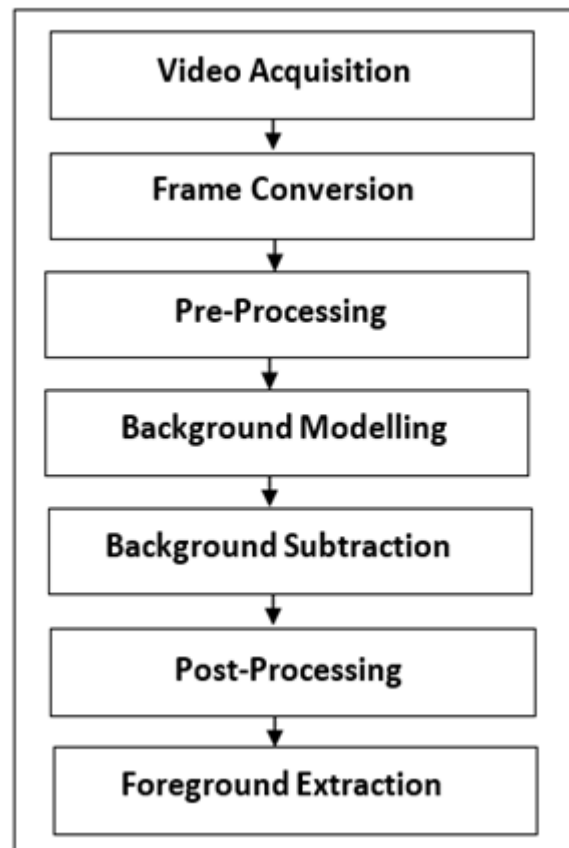 Video Acquisition
Frame Conversion
Pre-Processing
Background Modelling
Background Subtraction
Post-Processing
Foreground Extraction